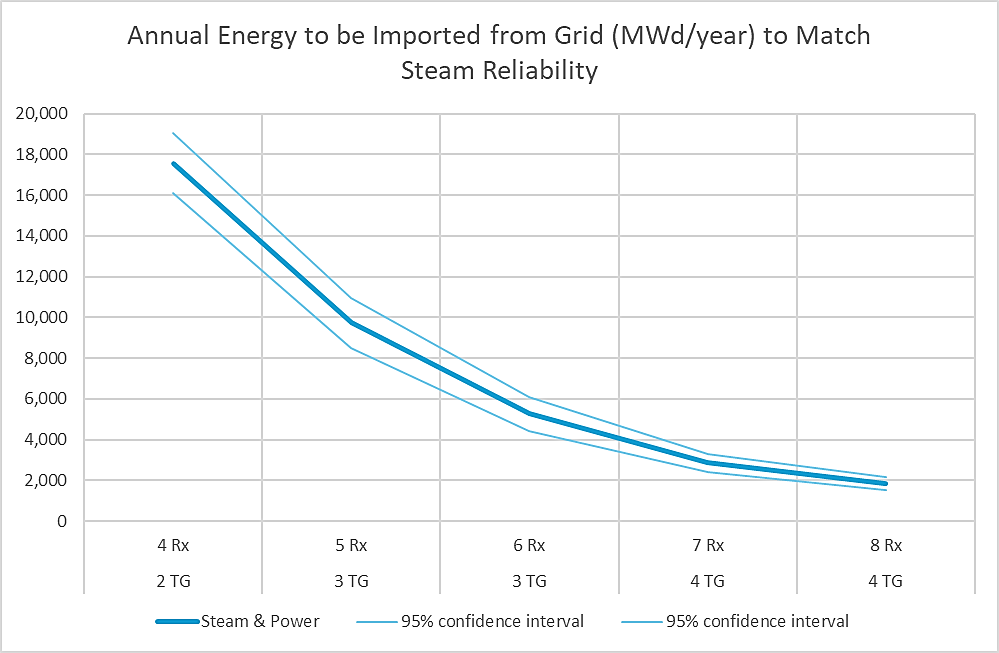 Annual Energy to be Imported from Grid (MWd/year) to Match
Steam Reliability
20,000
18,000
16,000
14,000
12,000
10,000
8,000
6,000
4,000
2,000
0
4 Rx 5 Rx 6 Rx 7 Rx 8 Rx
2 TG 3 TG 3 TG 4 TG 4 TG
Steam & Power 95% confidence interval 95% confidence interval